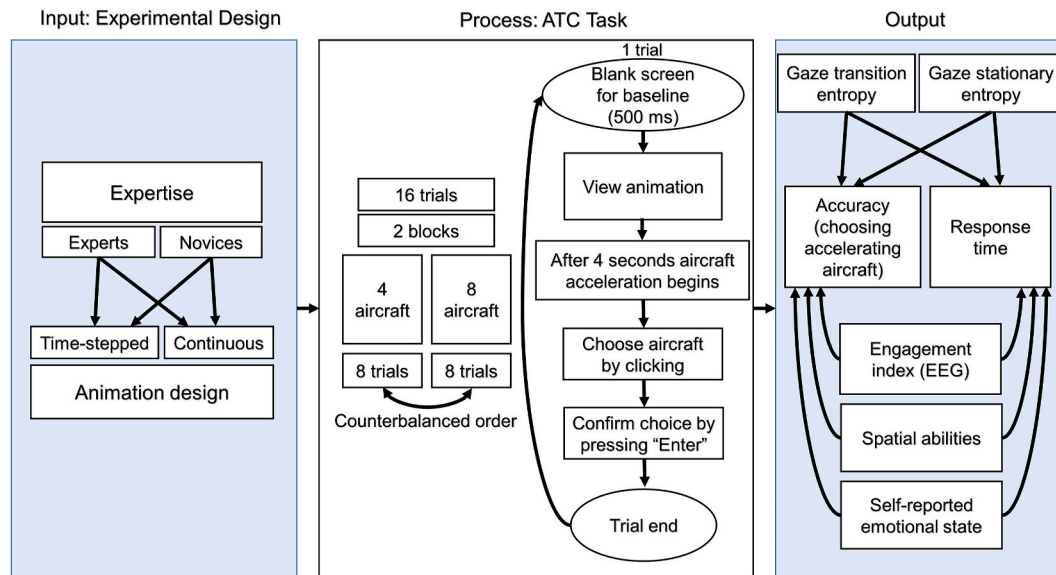 Input: Experimental Design
Expertise
Experts
Novices
Time-stepped
Continuous
Animation design
Process: ATC Task
16 trials
2 blocks
4
aircraft
8
aircraft
8 trials
8 trials
Counterbalanced order
1 trial
Blank screen
for baseline
(500 ms)
View animation
After 4 seconds aircraft
acceleration begins
Choose aircraft
by clicking
Confirm choice by
pressing “Enter”
Trial end
Output
Gaze transition
entropy
Gaze stationary
entropy
Accuracy
(choosing
accelerating
aircraft)
Response
time
Engagement
index (EEG)
Spatial abilities
Self-reported
emotional state